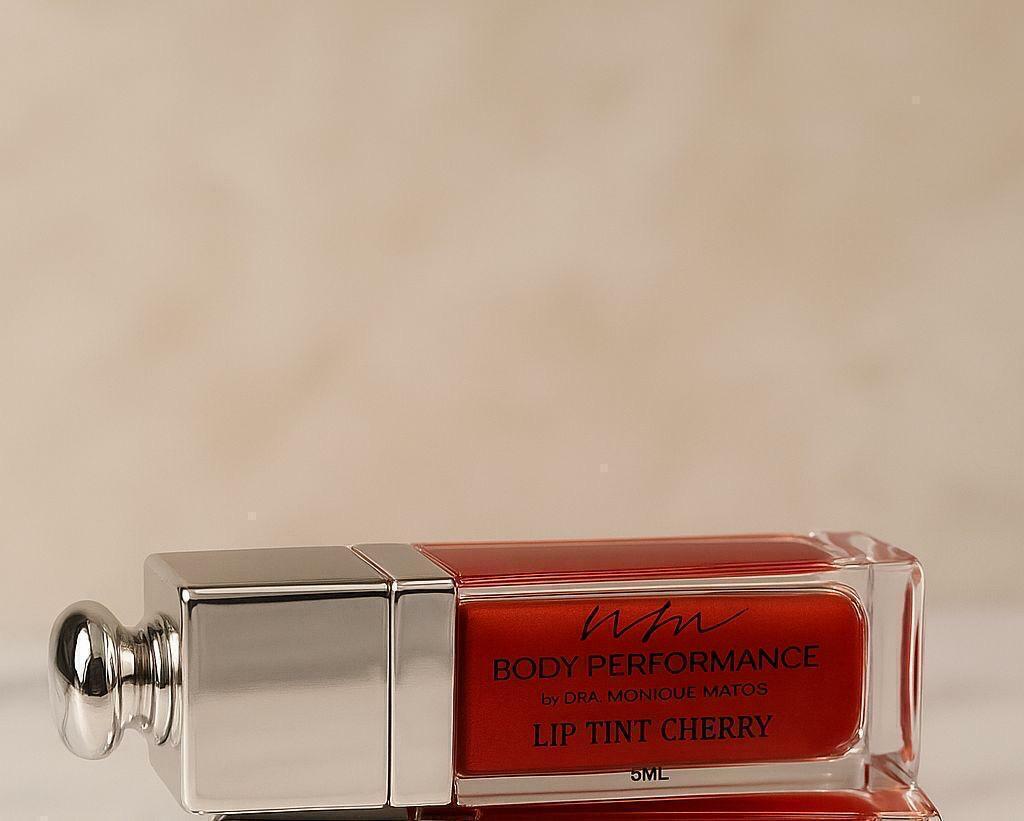 BODY PERFORMANCE
by DRA. MONIQUE MATOS
LIP TINT CHERRY
5ML